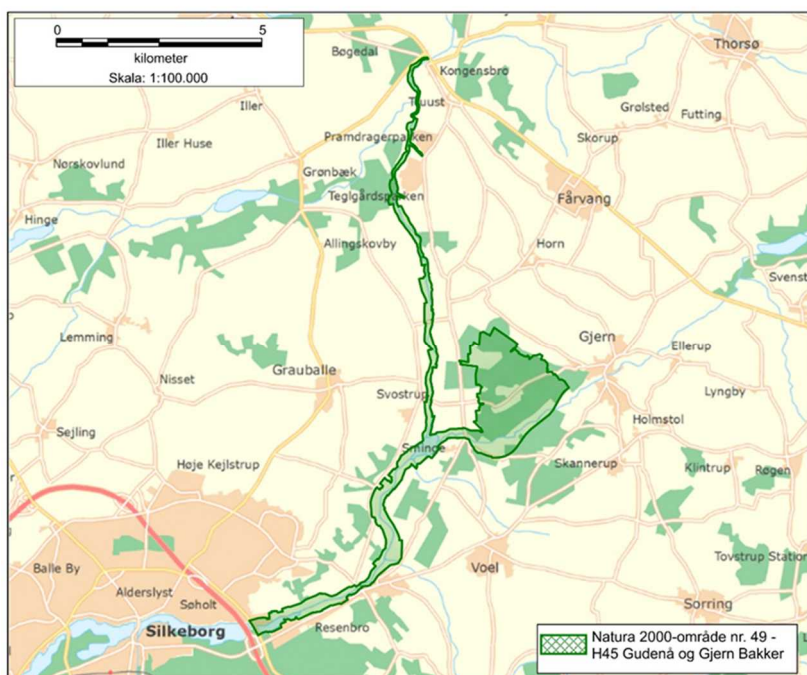 0 5
kilometer
Skala: 1:100.000
Bøgedal
Thorsø
Kongensbro
Iller
Truust
Grølsted
Futting
Iller Huse
Pramdragerparken
Skorup
Nørskovlund
Grønbæk
Teglgårdsparken
Fårvang
Hinge
Allingskovby
Horn
Svenst
Lemming
Gjern
Ellerup
Grauballe
Nisset
Svostrup
Lyngby
Holmstol
Sejling
Sminde
Høje Kejlstrup
Skannerup
Klintrup
Røgen
Balle By
Voel
Tovstrup Station
Alderslyst
Søholt
Sorring
Silkeborg
Resenbro
Natura 2000-område nr. 49 -
H45 Gudenå og Gjern Bakker